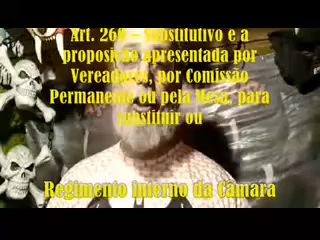 Art. 260 – Substitutivo e a
proposição apresentada por
Vereadores, por Comissão
Permanente ou pela Mesa, para
substituir ou
Regimento interno da Câmara